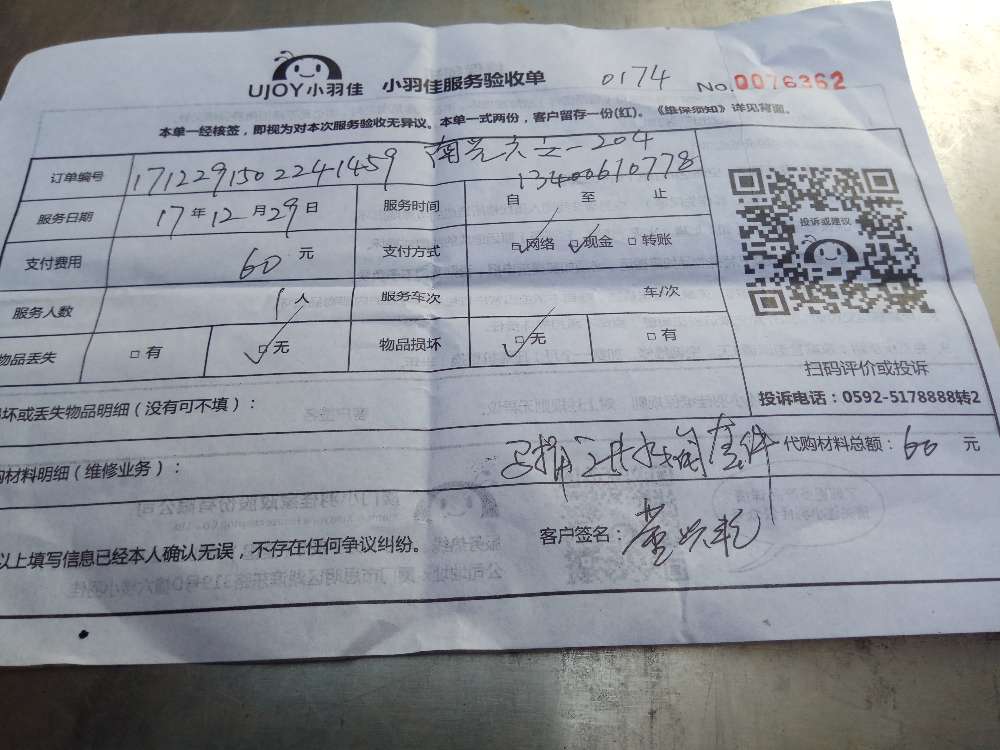 UJOY小羽佳 小羽佳服务验收单 0174 No.0076362
本单一经核签，即视为对本次服务验收无异议。本单一式两份，客户留存一份(红)。《维保须知》详见背面。
订单编号 1712291502241459 204
13400610778
服务日期 17年12月29日 服务时间 自 至 止
支付费用 60元 支付方式 网络 现金 转账
服务人数 1人 服务车次 车/次
物品丢失 有 无 物品损坏 无 有
投诉或建议
扫码评价或投诉
投诉电话：0592-5178888转2
坏或丢失物品明细（没有可不填）：
购材料明细（维修业务）： 套件 代购材料总额：60元
以上填写信息已经本人确认无误，不存在任何争议纠纷。 客户签名：